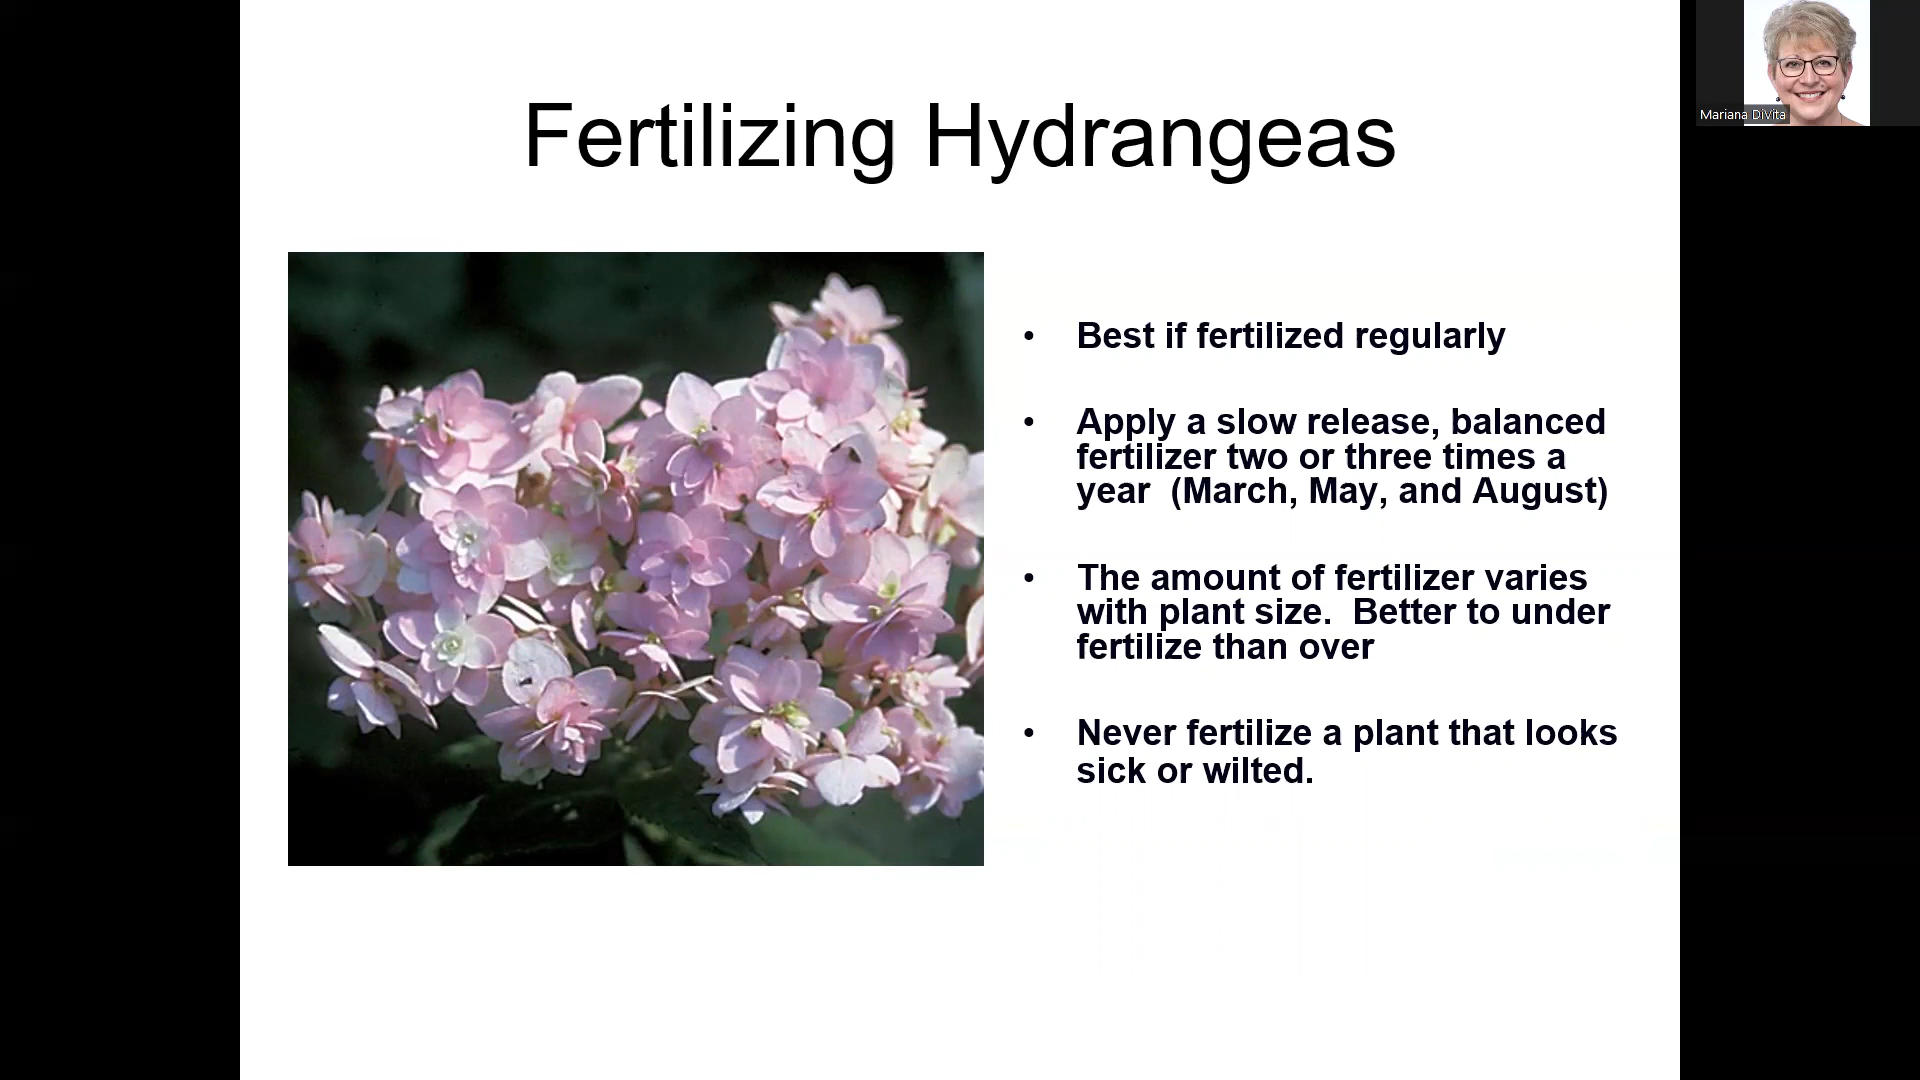 Fertilizing Hydrangeas
Mariana DiVita
• Best if fertilized regularly
• Apply a slow release, balanced
fertilizer two or three times a
year  (March, May, and August)
• The amount of fertilizer varies
with plant size.  Better to under
fertilize than over
• Never fertilize a plant that looks
sick or wilted.